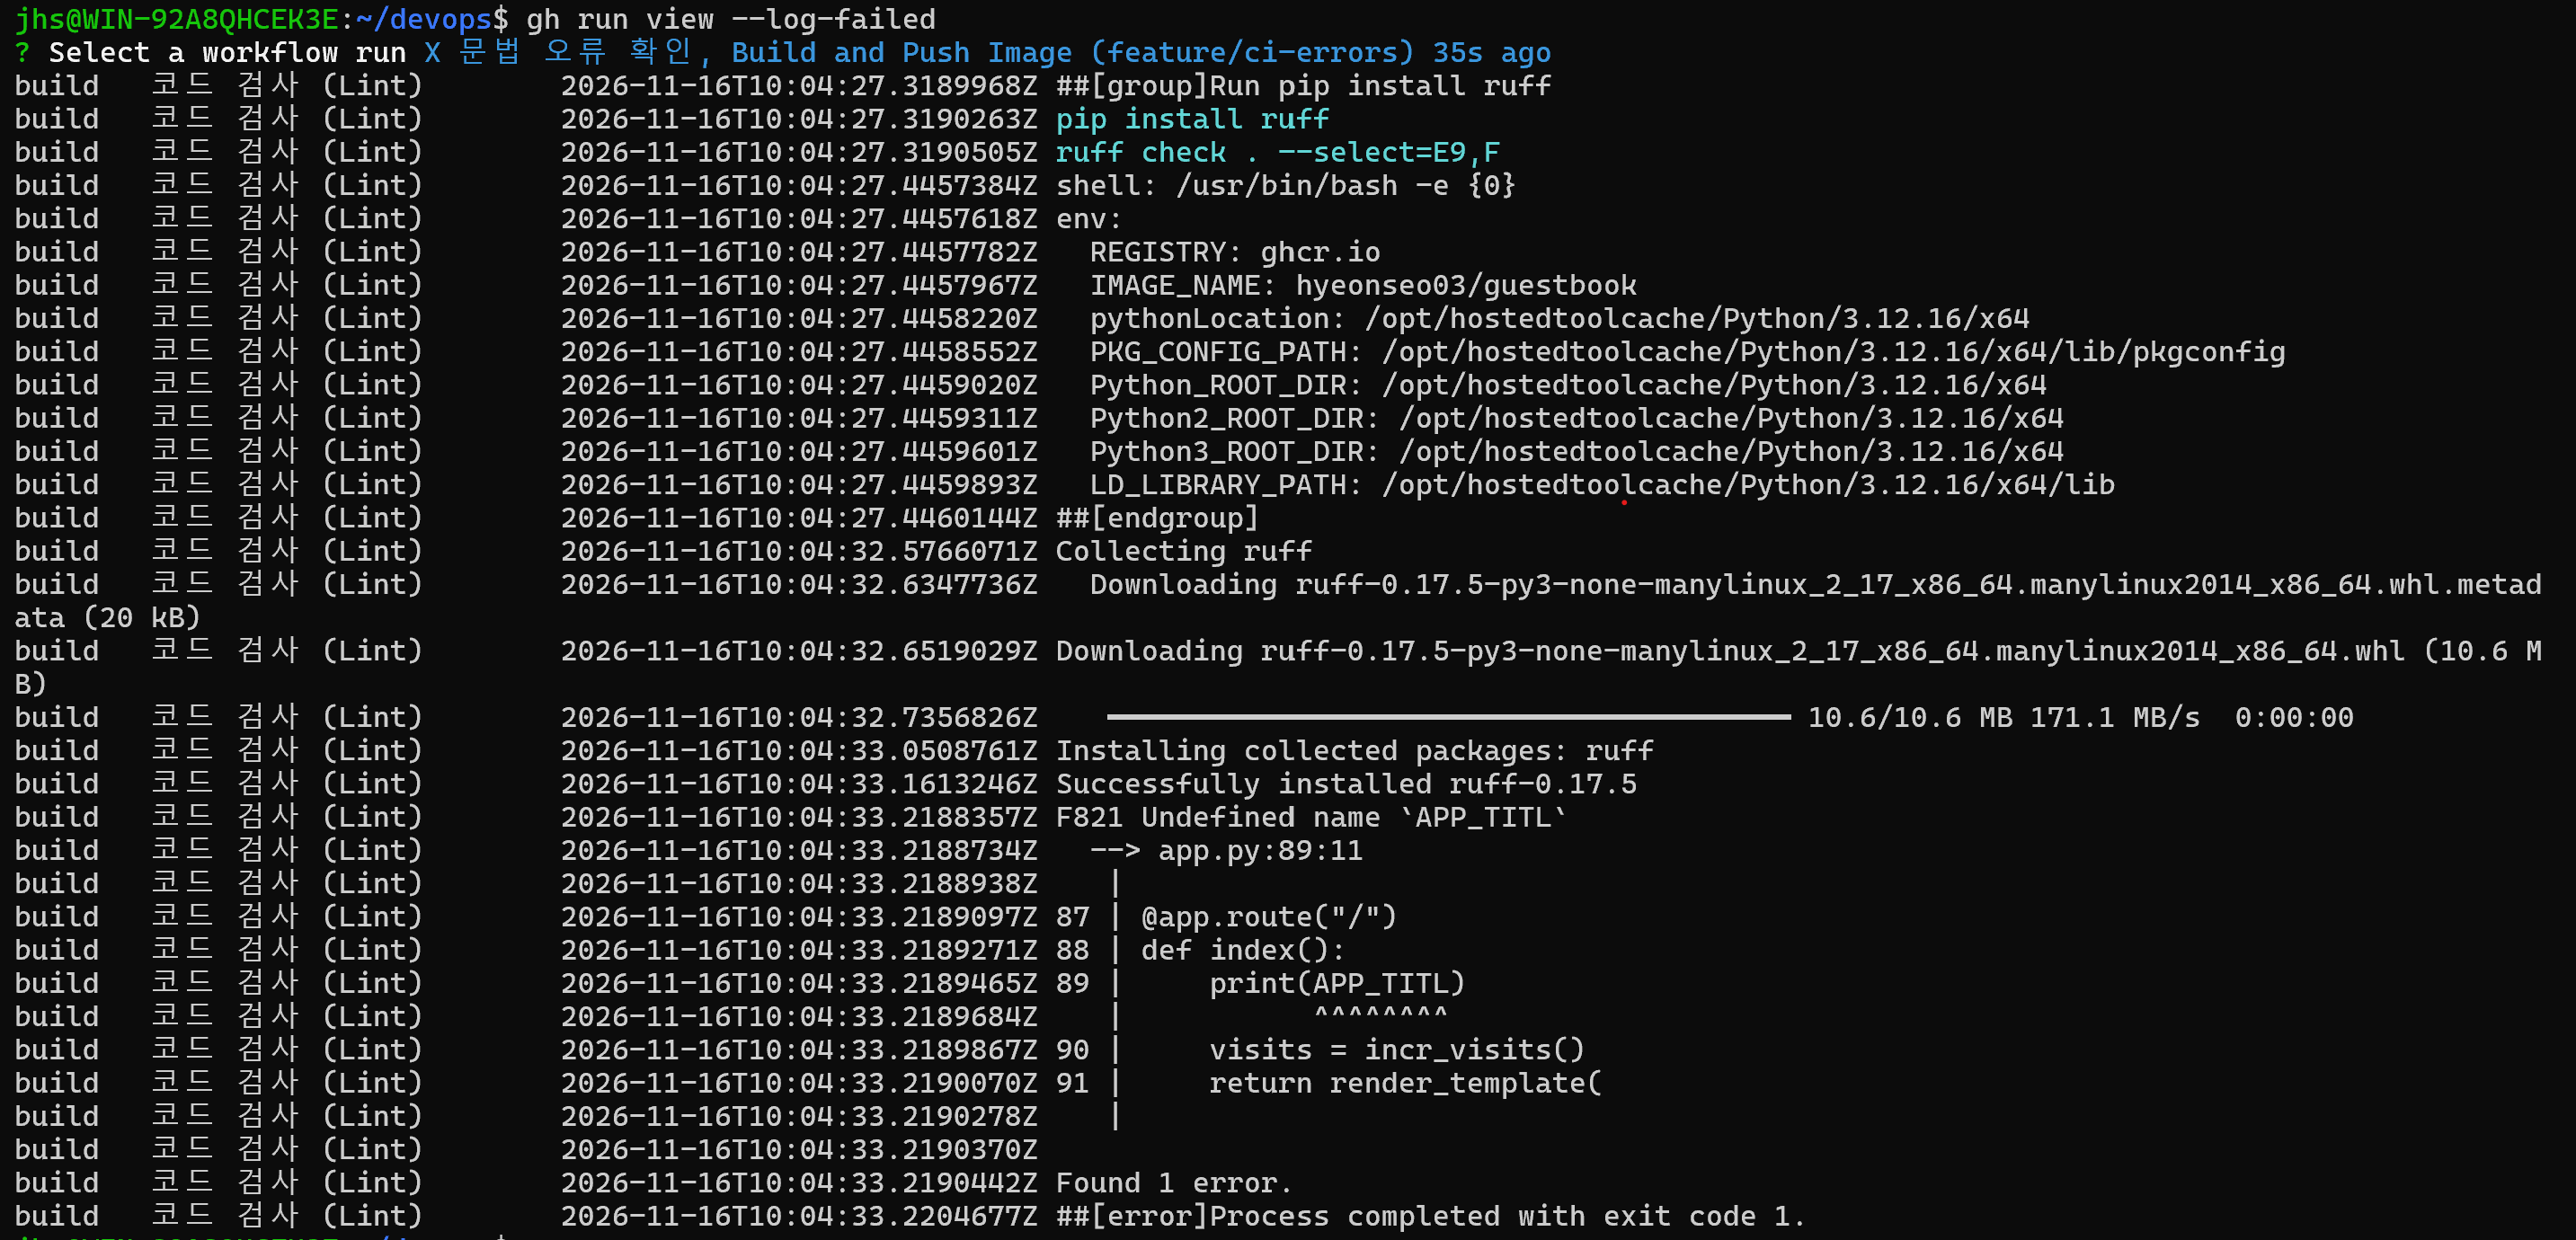 jhs@WIN-92A8QHCEK3E:~/devops$ gh run view --log-failed
? Select a workflow run X 문법 오류 확인, Build and Push Image (feature/ci-errors) 35s ago
build 코드 검사 (Lint) 2026-11-16T10:04:27.3189968Z ##[group]Run pip install ruff
build 코드 검사 (Lint) 2026-11-16T10:04:27.3190263Z pip install ruff
build 코드 검사 (Lint) 2026-11-16T10:04:27.3190505Z ruff check . --select=E9,F
build 코드 검사 (Lint) 2026-11-16T10:04:27.4457384Z shell: /usr/bin/bash -e {0}
build 코드 검사 (Lint) 2026-11-16T10:04:27.4457618Z env:
build 코드 검사 (Lint) 2026-11-16T10:04:27.4457782Z   REGISTRY: ghcr.io
build 코드 검사 (Lint) 2026-11-16T10:04:27.4457967Z   IMAGE_NAME: hyeonseo03/guestbook
build 코드 검사 (Lint) 2026-11-16T10:04:27.4458220Z   pythonLocation: /opt/hostedtoolcache/Python/3.12.16/x64
build 코드 검사 (Lint) 2026-11-16T10:04:27.4458552Z   PKG_CONFIG_PATH: /opt/hostedtoolcache/Python/3.12.16/x64/lib/pkgconfig
build 코드 검사 (Lint) 2026-11-16T10:04:27.4459020Z   Python_ROOT_DIR: /opt/hostedtoolcache/Python/3.12.16/x64
build 코드 검사 (Lint) 2026-11-16T10:04:27.4459311Z   Python2_ROOT_DIR: /opt/hostedtoolcache/Python/3.12.16/x64
build 코드 검사 (Lint) 2026-11-16T10:04:27.4459601Z   Python3_ROOT_DIR: /opt/hostedtoolcache/Python/3.12.16/x64
build 코드 검사 (Lint) 2026-11-16T10:04:27.4459893Z   LD_LIBRARY_PATH: /opt/hostedtoolcache/Python/3.12.16/x64/lib
build 코드 검사 (Lint) 2026-11-16T10:04:27.4460144Z ##[endgroup]
build 코드 검사 (Lint) 2026-11-16T10:04:32.5766071Z Collecting ruff
build 코드 검사 (Lint) 2026-11-16T10:04:32.6347736Z   Downloading ruff-0.17.5-py3-none-manylinux_2_17_x86_64.manylinux2014_x86_64.whl.metad
ata (20 kB)
build 코드 검사 (Lint) 2026-11-16T10:04:32.6519029Z Downloading ruff-0.17.5-py3-none-manylinux_2_17_x86_64.manylinux2014_x86_64.whl (10.6 M
B)
build 코드 검사 (Lint) 2026-11-16T10:04:32.7356826Z    ━━━━━━━━━━━━━━━━━━━━━━━━━━━━━━━━━━━━━━━━ 10.6/10.6 MB 171.1 MB/s  0:00:00
build 코드 검사 (Lint) 2026-11-16T10:04:33.0508761Z Installing collected packages: ruff
build 코드 검사 (Lint) 2026-11-16T10:04:33.1613246Z Successfully installed ruff-0.17.5
build 코드 검사 (Lint) 2026-11-16T10:04:33.2188357Z F821 Undefined name `APP_TITL`
build 코드 검사 (Lint) 2026-11-16T10:04:33.2188734Z   --> app.py:89:11
build 코드 검사 (Lint) 2026-11-16T10:04:33.2188938Z    |
build 코드 검사 (Lint) 2026-11-16T10:04:33.2189097Z 87 | @app.route("/")
build 코드 검사 (Lint) 2026-11-16T10:04:33.2189271Z 88 | def index():
build 코드 검사 (Lint) 2026-11-16T10:04:33.2189465Z 89 |     print(APP_TITL)
build 코드 검사 (Lint) 2026-11-16T10:04:33.2189684Z    |           ^^^^^^^^
build 코드 검사 (Lint) 2026-11-16T10:04:33.2189867Z 90 |     visits = incr_visits()
build 코드 검사 (Lint) 2026-11-16T10:04:33.2190070Z 91 |     return render_template(
build 코드 검사 (Lint) 2026-11-16T10:04:33.2190278Z    |
build 코드 검사 (Lint) 2026-11-16T10:04:33.2190370Z
build 코드 검사 (Lint) 2026-11-16T10:04:33.2190442Z Found 1 error.
build 코드 검사 (Lint) 2026-11-16T10:04:33.2204677Z ##[error]Process completed with exit code 1.